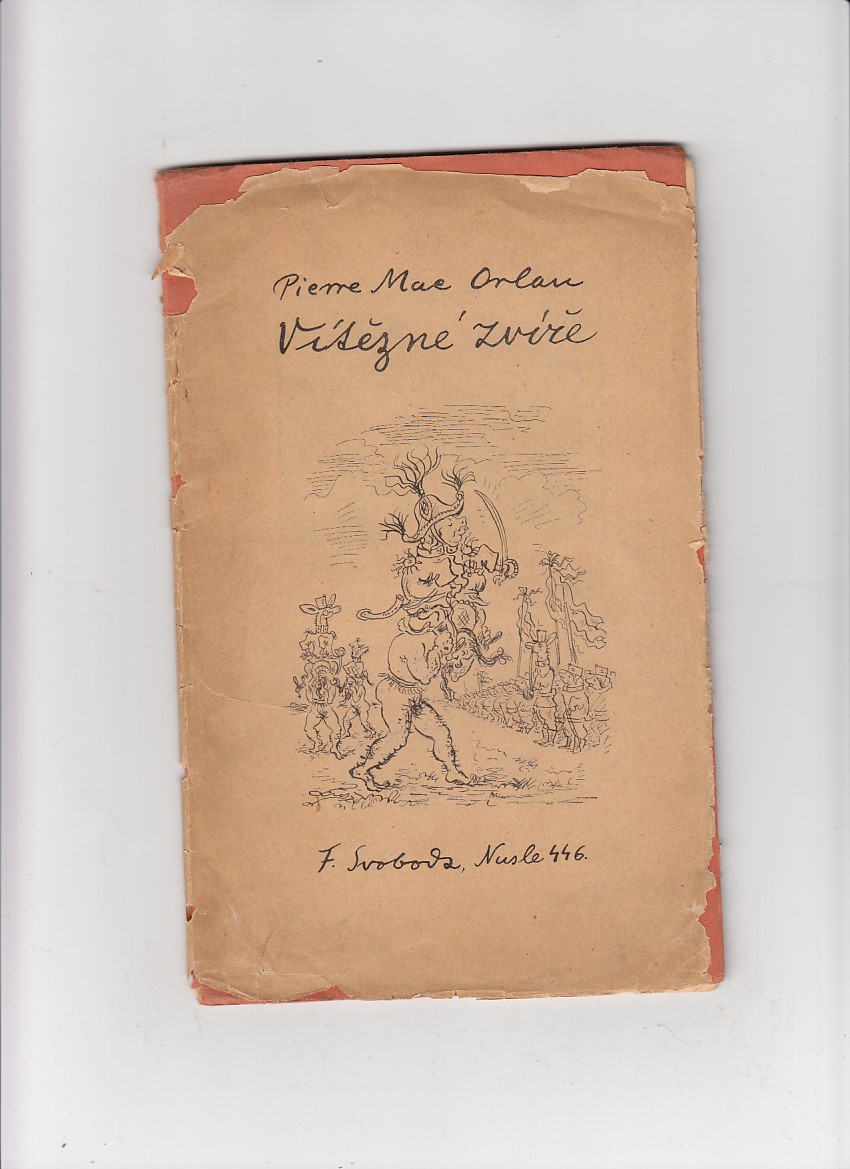 Pierre Mac Orlan
Vítězné zvíře
F. Svoboda, Nusle 446.